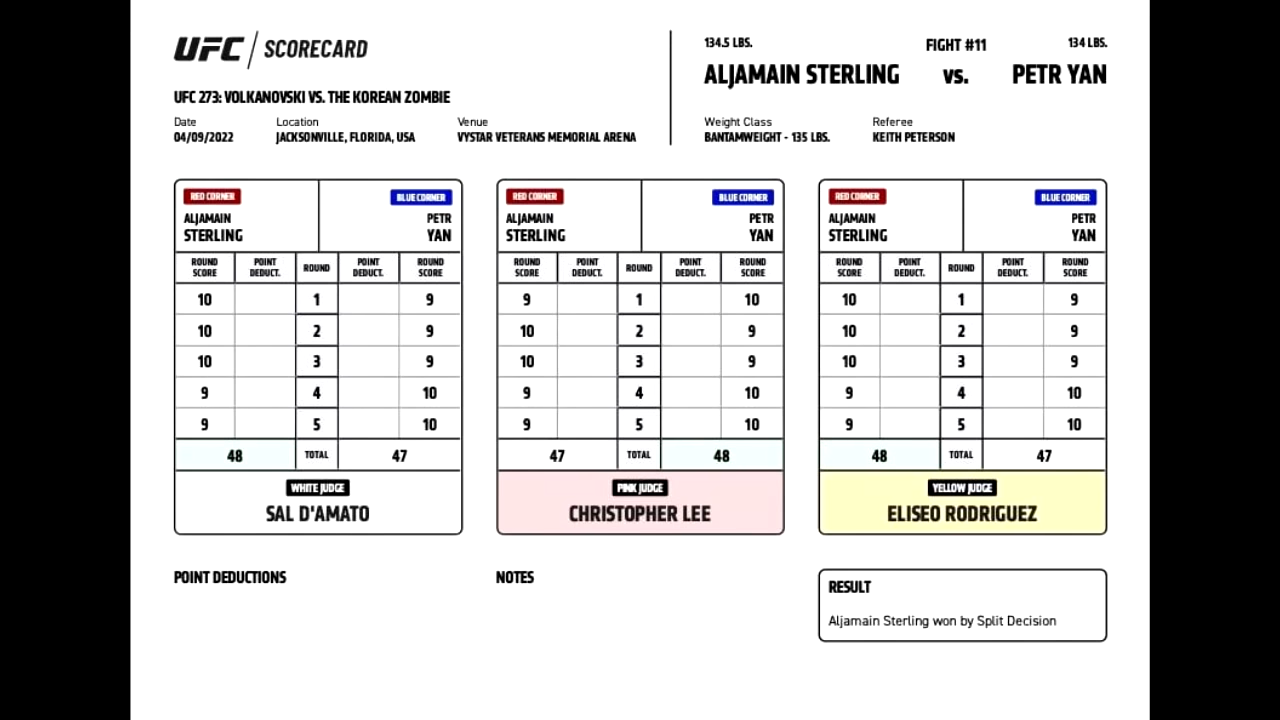 UFC / SCORECARD
UFC 273: VOLKANOVSKI VS. THE KOREAN ZOMBIE
Date Location Venue
04/09/2022 JACKSONVILLE, FLORIDA, USA VYSTAR VETERANS MEMORIAL ARENA
134.5 LBS. FIGHT #11 134 LBS.
ALJAMAIN STERLING vs. PETR YAN
Weight Class Referee
BANTAMWEIGHT - 135 LBS. KEITH PETERSON
RED CORNER BLUE CORNER
ALJAMAIN PETR
STERLING YAN
ROUND SCORE POINT DEDUCT. ROUND POINT DEDUCT. ROUND SCORE
10 1 9
10 2 9
10 3 9
9 4 10
9 5 10
48 TOTAL 47
WHITE JUDGE
SAL D'AMATO
RED CORNER BLUE CORNER
ALJAMAIN PETR
STERLING YAN
ROUND SCORE POINT DEDUCT. ROUND POINT DEDUCT. ROUND SCORE
9 1 10
10 2 9
10 3 9
9 4 10
9 5 10
47 TOTAL 48
PINK JUDGE
CHRISTOPHER LEE
RED CORNER BLUE CORNER
ALJAMAIN PETR
STERLING YAN
ROUND SCORE POINT DEDUCT. ROUND POINT DEDUCT. ROUND SCORE
10 1 9
10 2 9
10 3 9
9 4 10
9 5 10
48 TOTAL 47
YELLOW JUDGE
ELISEO RODRIGUEZ
POINT DEDUCTIONS
NOTES
RESULT
Aljamain Sterling won by Split Decision